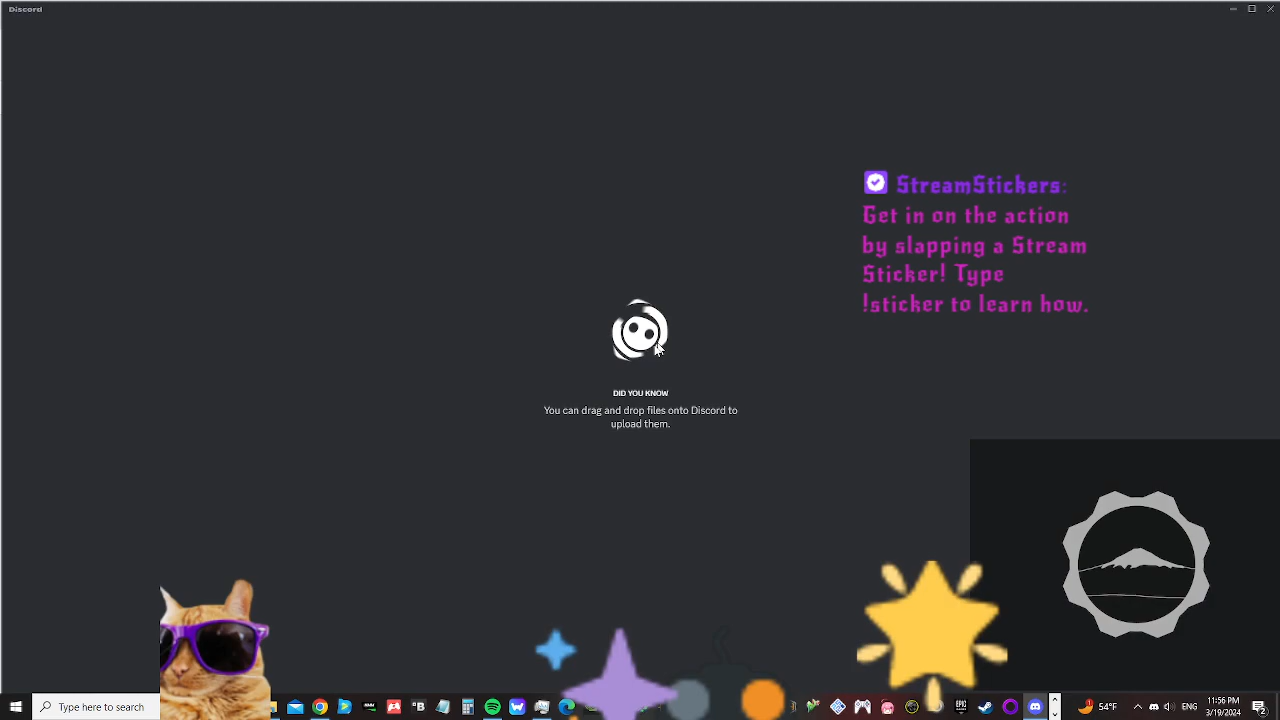 Discord
StreamStickers:
Get in on the action
by slapping a Stream
Sticker! Type
!sticker to learn how.
DID YOU KNOW
You can drag and drop files onto Discord to
upload them.
Type here to search
54°F
11:56 PM
3/19/2024